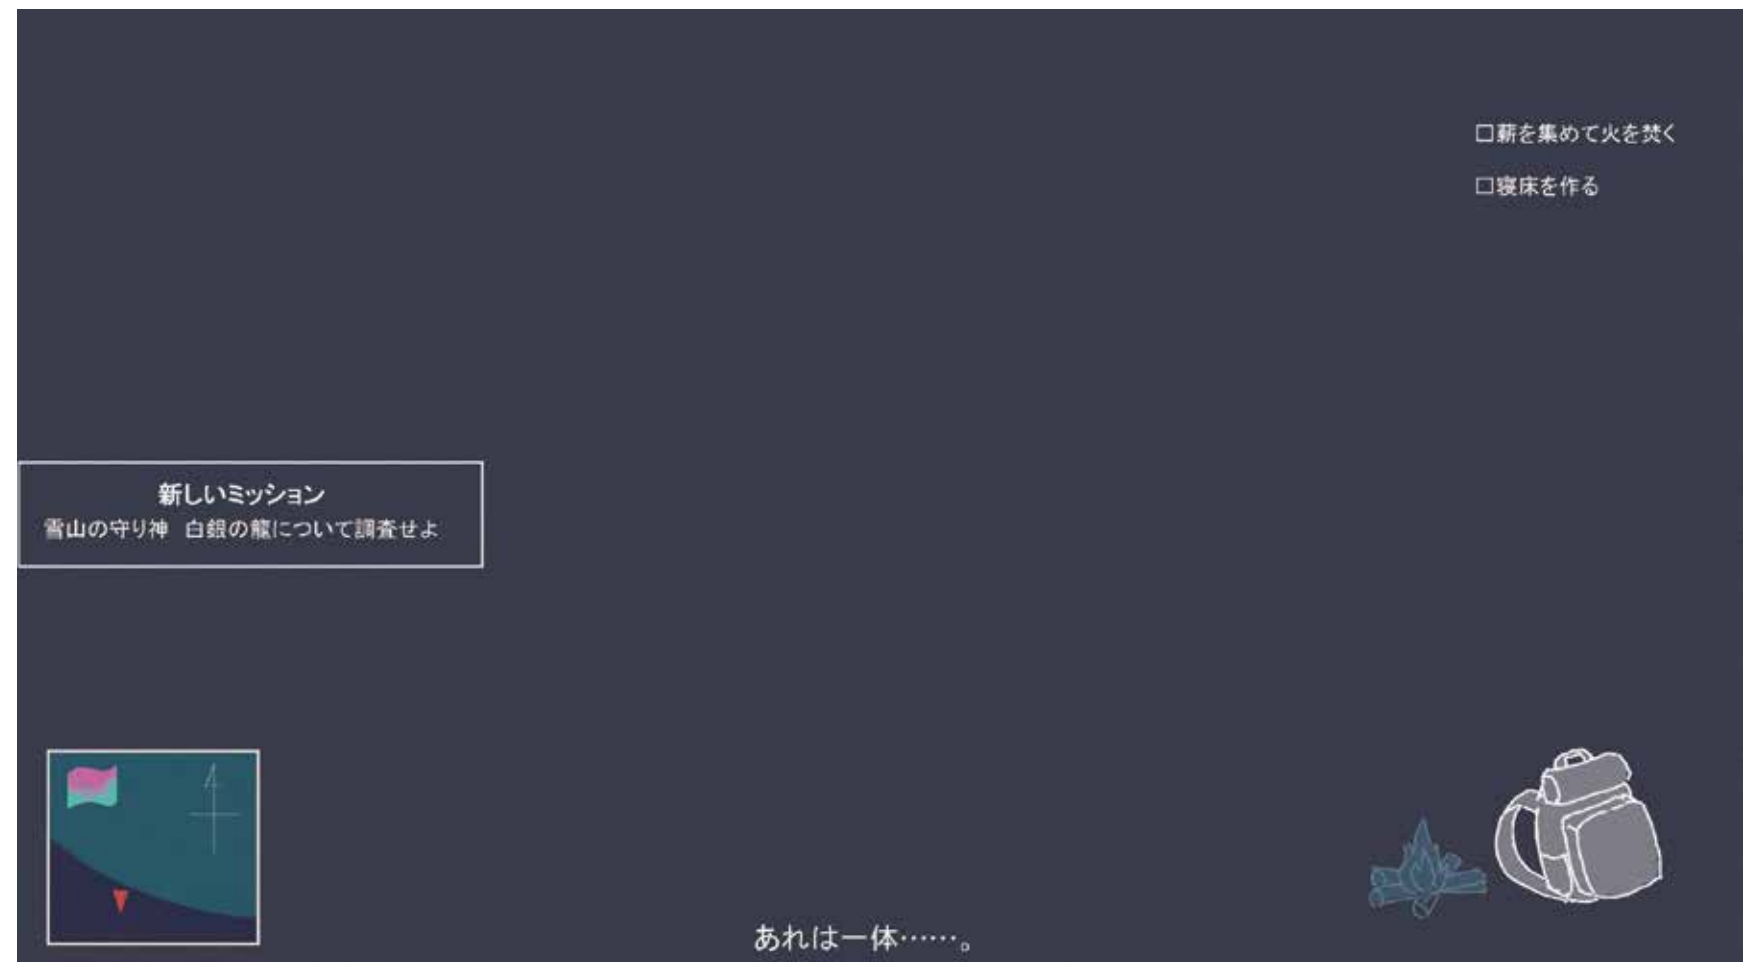 □薪を集めて火を焚く
□寝床を作る
新しいミッション
雪山の守り神　白銀の龍について調査せよ
あれは一体……。